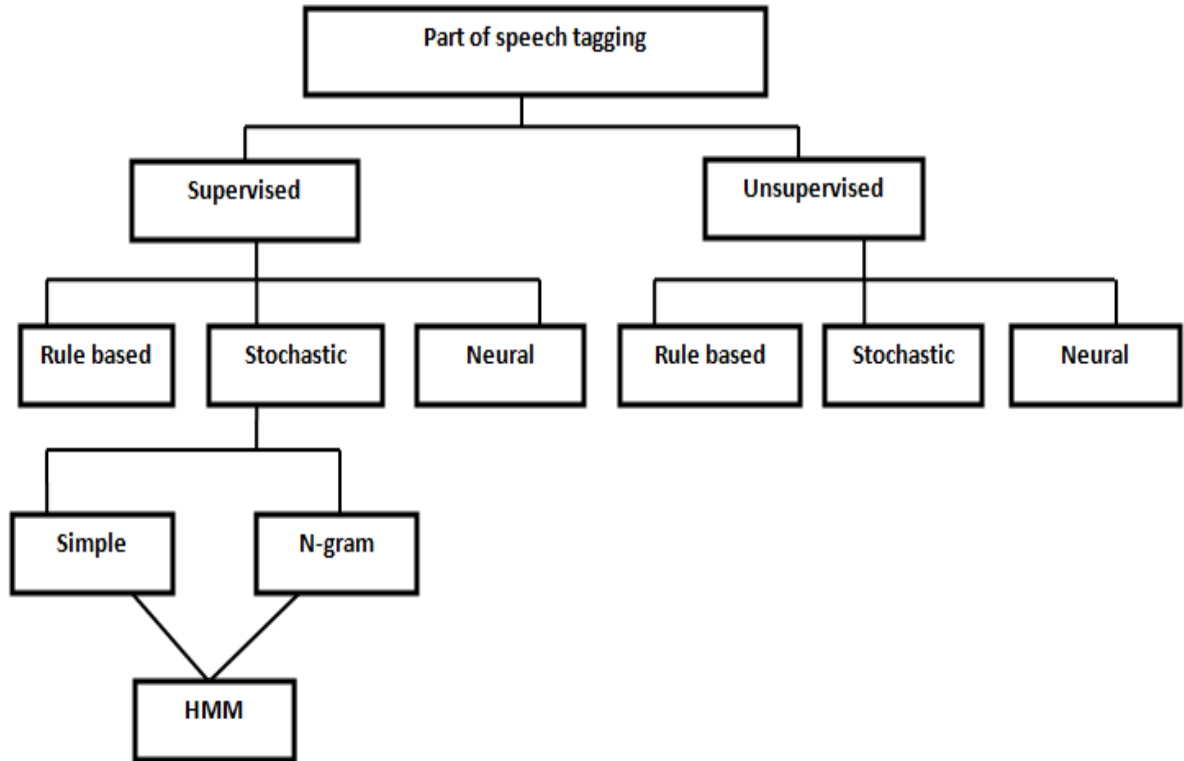 Part of speech tagging
Supervised
Unsupervised
Rule based
Stochastic
Neural
Rule based
Stochastic
Neural
Simple
N-gram
HMM